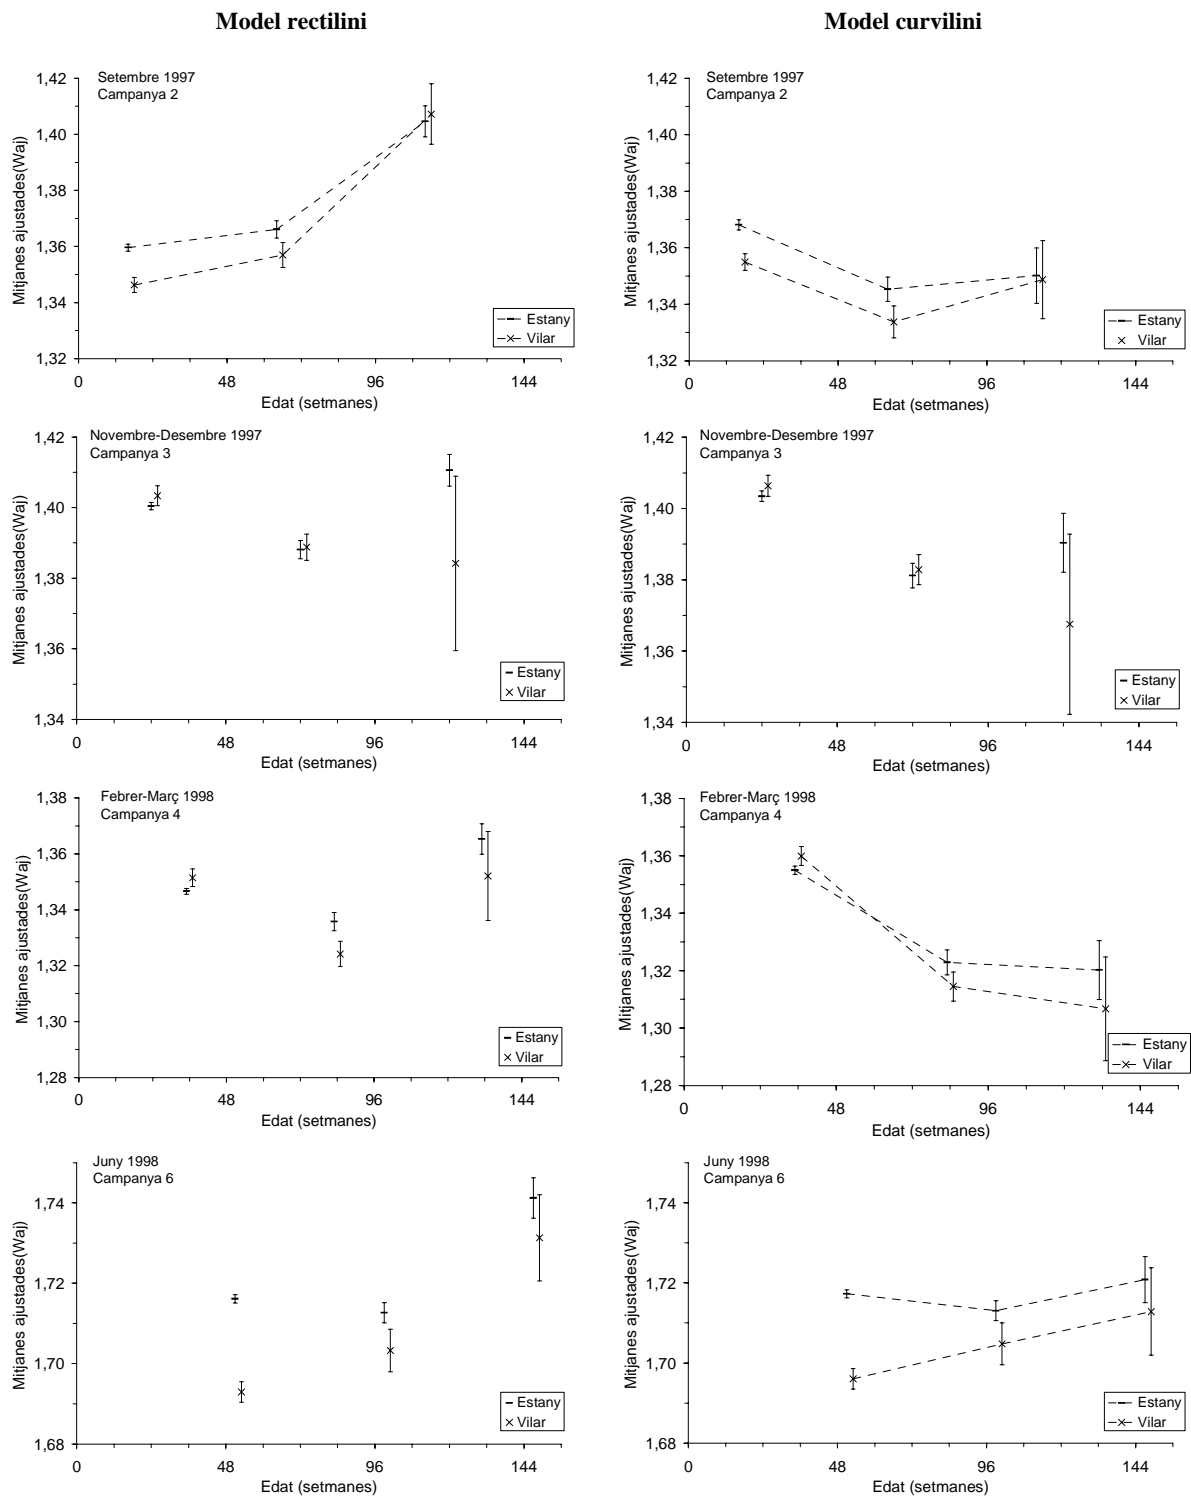 Model rectilini
Model curvilini
Setembre 1997
Campanya 2
Mitjanes ajustades(Waj)
1,42
1,40
1,38
1,36
1,34
1,32
0 48 96 144
Edat (setmanes)
Estany
Vilar
Setembre 1997
Campanya 2
Mitjanes ajustades(Waj)
1,42
1,40
1,38
1,36
1,34
1,32
0 48 96 144
Edat (setmanes)
Estany
Vilar
Novembre-Desembre 1997
Campanya 3
Mitjanes ajustades(Waj)
1,42
1,40
1,38
1,36
1,34
0 48 96 144
Edat (setmanes)
Estany
Vilar
Novembre-Desembre 1997
Campanya 3
Mitjanes ajustades(Waj)
1,42
1,40
1,38
1,36
1,34
0 48 96 144
Edat (setmanes)
Estany
Vilar
Febrer-Març 1998
Campanya 4
Mitjanes ajustades(Waj)
1,38
1,36
1,34
1,32
1,30
1,28
0 48 96 144
Edat (setmanes)
Estany
Vilar
Febrer-Març 1998
Campanya 4
Mitjanes ajustades(Waj)
1,38
1,36
1,34
1,32
1,30
1,28
0 48 96 144
Edat (setmanes)
Estany
Vilar
Juny 1998
Campanya 6
Mitjanes ajustades(Waj)
1,74
1,72
1,70
1,68
0 48 96 144
Edat (setmanes)
Estany
Vilar
Juny 1998
Campanya 6
Mitjanes ajustades(Waj)
1,74
1,72
1,70
1,68
0 48 96 144
Edat (setmanes)
Estany
Vilar